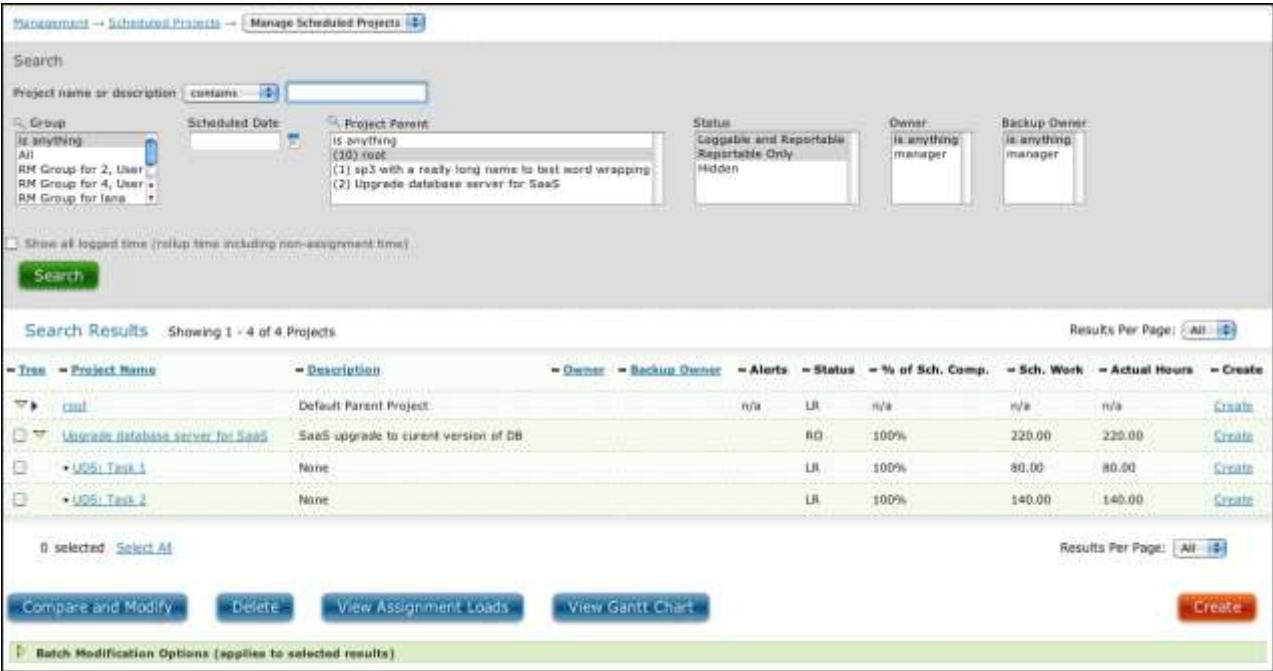 Management → Scheduled Projects → Manage Scheduled Projects
Search
Project name or description contains
Group Scheduled Date Project Parent Status Owner Backup Owner
is anything
All
RM Group for 2, User
RM Group for 4, User
RM Group for lana
is anything
(10) root
(1) sp3 with a really long name to test word wrapping
(2) Upgrade database server for SaaS
Loggable and Reportable
Reportable Only
Hidden
is anything
manager
is anything
manager
Show all logged time (rollup time including non-assignment time)
Search
Search Results Showing 1 - 4 of 4 Projects Results Per Page: All
Tree Project Name Description Owner Backup Owner Alerts Status % of Sch. Comp. Sch. Work Actual Hours Create
root Default Parent Project n/a LR n/a n/a n/a Create
Upgrade database server for SaaS SaaS upgrade to curent version of DB RO 100% 220.00 220.00 Create
• UDS: Task 1 None LR 100% 80.00 80.00 Create
• UDS: Task 2 None LR 100% 140.00 140.00 Create
0 selected Select All Results Per Page: All
Compare and Modify Delete View Assignment Loads View Gantt Chart Create
Batch Modification Options (applies to selected results)